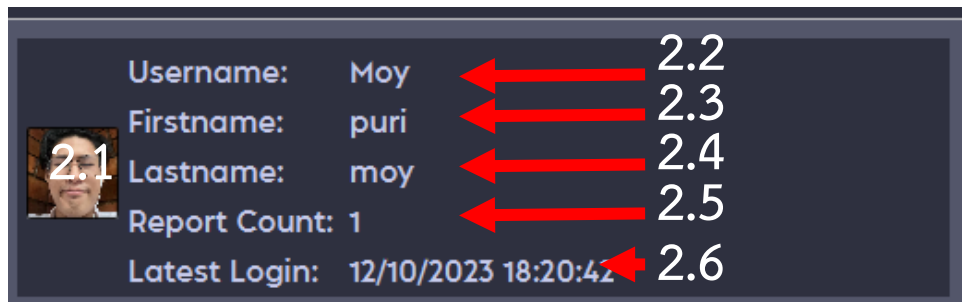 Username: Moy 2.2
Firstname: puri 2.3
2.1 Lastname: moy 2.4
Report Count: 1 2.5
Latest Login: 12/10/2023 18:20:42 2.6